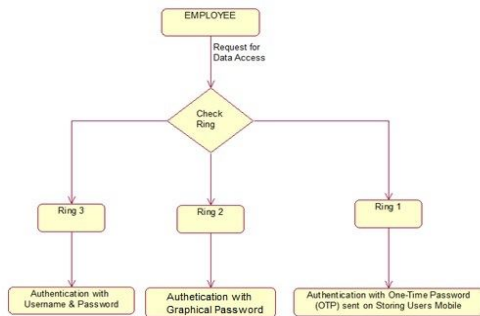 EMPLOYEE
Request for
Data Access
Check
Ring
Ring 3
Ring 2
Ring 1
Authentication with
Username & Password
Authetication with
Graphical Password
Authentication with One-Time Password
(OTP) sent on Storing Users Mobile